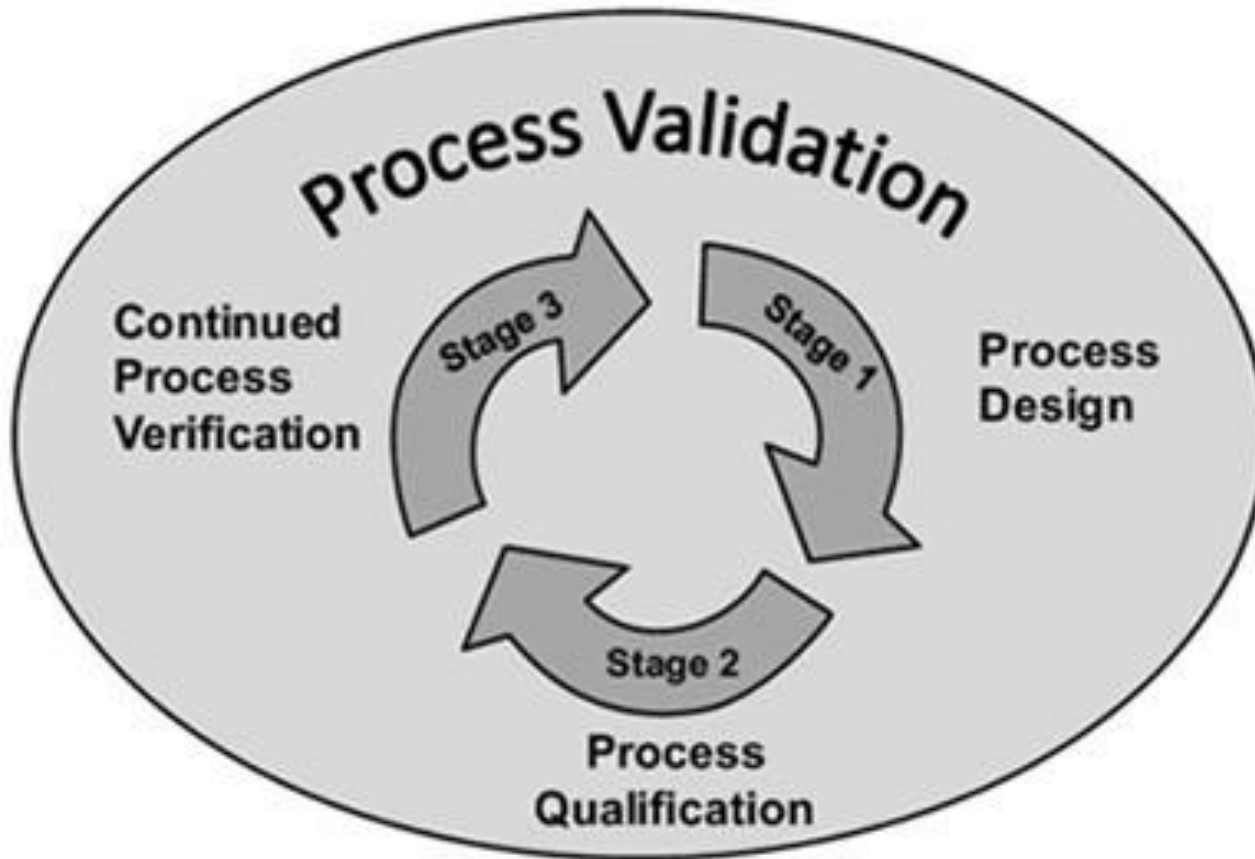 Process Validation
Stage 1
Process
Design
Stage 2
Process
Qualification
Stage 3
Continued
Process
Verification